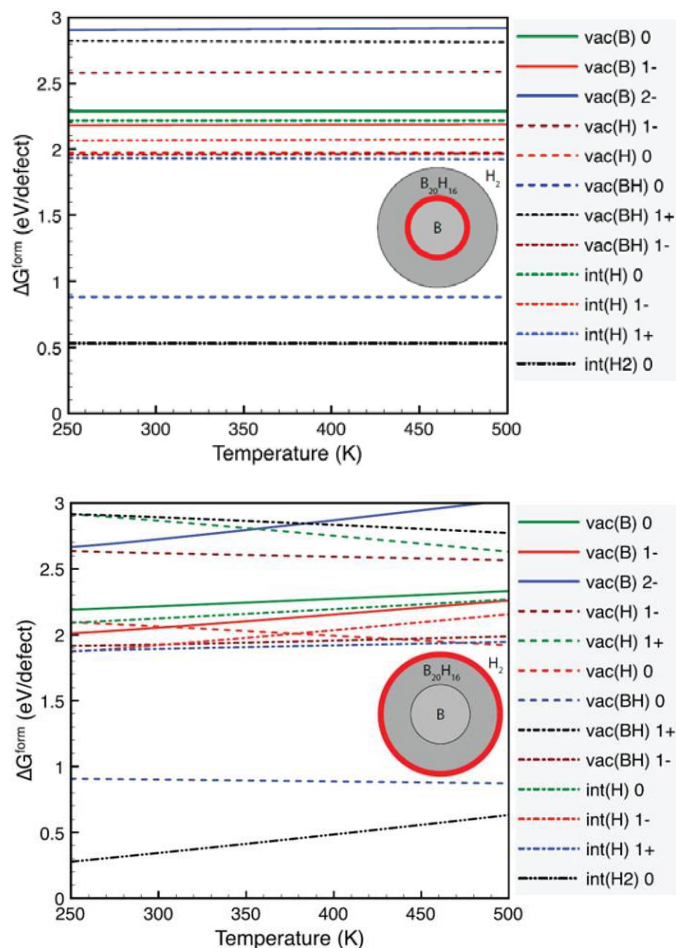 3
2.5
2
1.5
1
0.5
0
ΔG^form (eV/defect)
250 300 350 400 450 500
Temperature (K)
B₂₀H₁₆
H₂
B
vac(B) 0
vac(B) 1-
vac(B) 2-
vac(H) 1-
vac(H) 0
vac(BH) 0
vac(BH) 1+
vac(BH) 1-
int(H) 0
int(H) 1-
int(H) 1+
int(H2) 0
3
2.5
2
1.5
1
0.5
0
ΔG^form (eV/defect)
250 300 350 400 450 500
Temperature (K)
B₂₀H₁₆
H₂
B
vac(B) 0
vac(B) 1-
vac(B) 2-
vac(H) 1-
vac(H) 1+
vac(H) 0
vac(BH) 0
vac(BH) 1+
vac(BH) 1-
int(H) 0
int(H) 1-
int(H) 1+
int(H2) 0